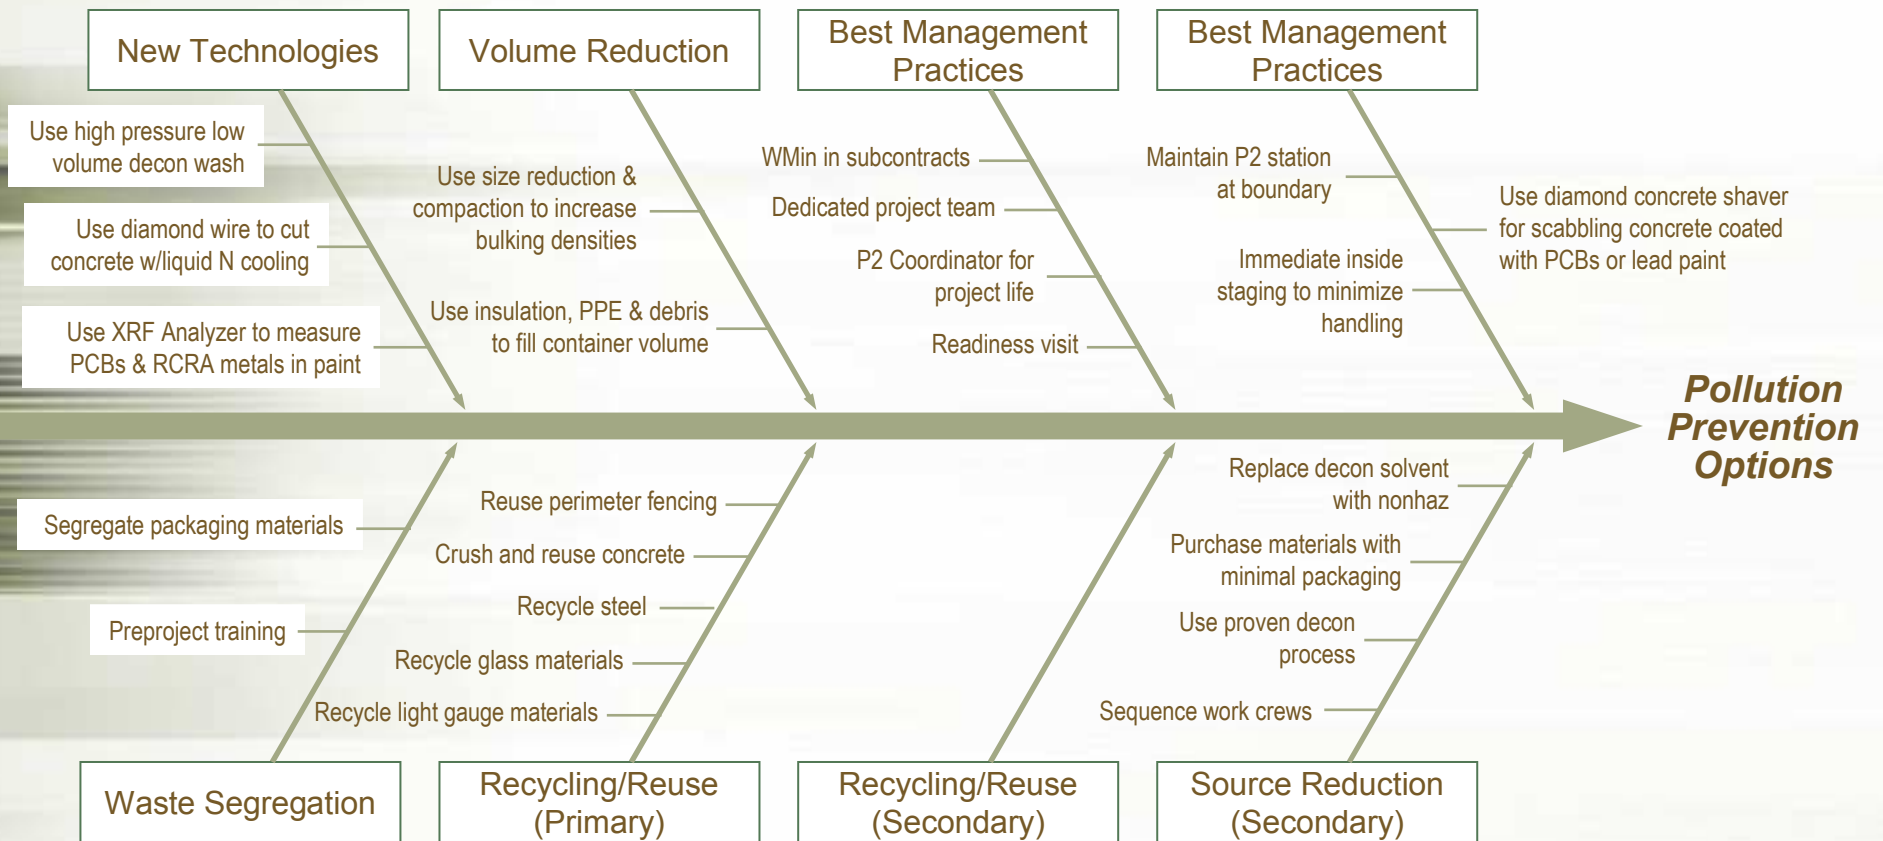 New Technologies
Volume Reduction
Best Management
Practices
Best Management
Practices
Use high pressure low
volume decon wash
Use diamond wire to cut
concrete w/liquid N cooling
Use XRF Analyzer to measure
PCBs & RCRA metals in paint
Use size reduction &
compaction to increase
bulking densities
Use insulation, PPE & debris
to fill container volume
WMin in subcontracts
Dedicated project team
P2 Coordinator for
project life
Readiness visit
Maintain P2 station
at boundary
Immediate inside
staging to minimize
handling
Use diamond concrete shaver
for scabbling concrete coated
with PCBs or lead paint
Pollution
Prevention
Options
Segregate packaging materials
Preproject training
Reuse perimeter fencing
Crush and reuse concrete
Recycle steel
Recycle glass materials
Recycle light gauge materials
Replace decon solvent
with nonhaz
Purchase materials with
minimal packaging
Use proven decon
process
Sequence work crews
Waste Segregation
Recycling/Reuse
(Primary)
Recycling/Reuse
(Secondary)
Source Reduction
(Secondary)